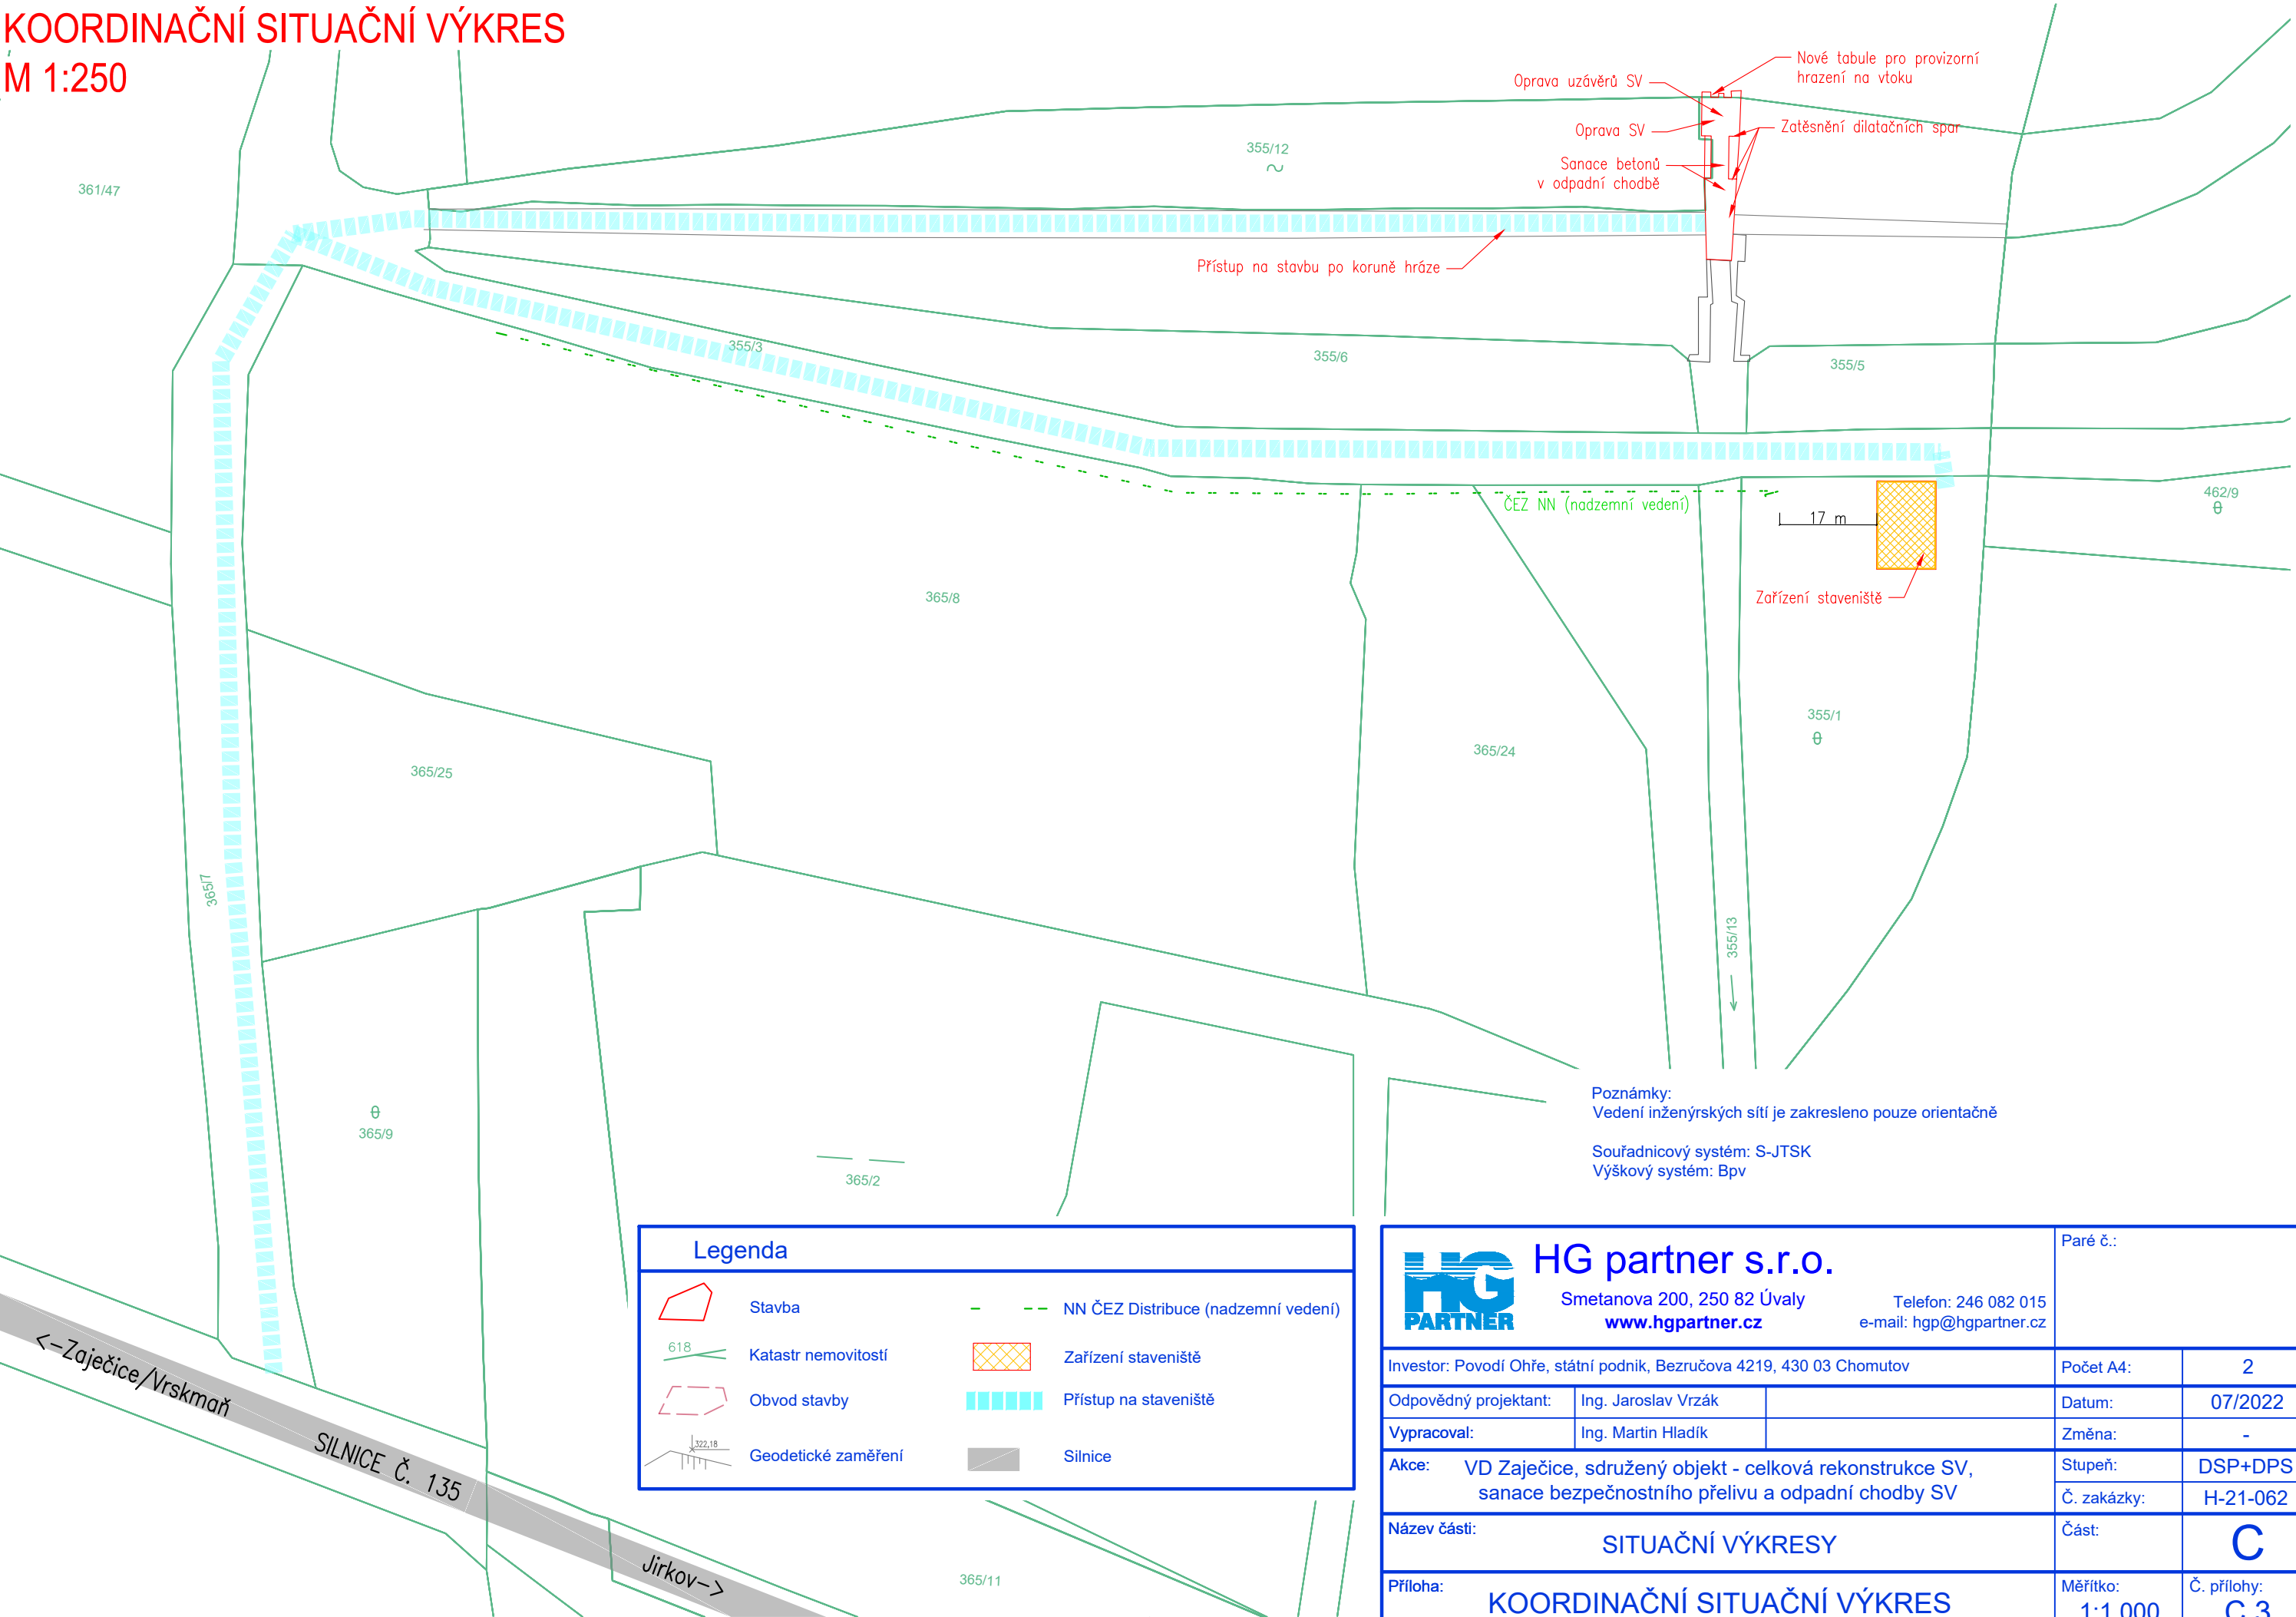 KOORDINAČNÍ SITUAČNÍ VÝKRES
M 1:250
Nové tabule pro provizorní
hrazení na vtoku
Oprava uzávěrů SV
Oprava SV
Zatěsnění dilatačních spar
Sanace betonů
v odpadní chodbě
355/12
361/47
Přístup na stavbu po koruně hráze
355/3
355/6
355/5
462/9
ČEZ NN (nadzemní vedení)
17 m
Zařízení staveniště
365/8
355/1
365/24
365/25
365/7
355/13
365/9
365/2
Poznámky:
Vedení inženýrských sítí je zakresleno pouze orientačně
Souřadnicový systém: S-JTSK
Výškový systém: Bpv
<-Zaječice/Vrskmaň
SILNICE Č. 135
Jirkov->
365/11
Legenda
Stavba
NN ČEZ Distribuce (nadzemní vedení)
618
Katastr nemovitostí
Zařízení staveniště
Obvod stavby
Přístup na staveniště
322,18
Geodetické zaměření
Silnice
HG
PARTNER
HG partner s.r.o.
Smetanova 200, 250 82 Úvaly
www.hgpartner.cz
Telefon: 246 082 015
e-mail: hgp@hgpartner.cz
Paré č.:
Investor: Povodí Ohře, státní podnik, Bezručova 4219, 430 03 Chomutov
Počet A4: 2
Odpovědný projektant: Ing. Jaroslav Vrzák
Datum: 07/2022
Vypracoval: Ing. Martin Hladík
Změna: -
Akce: VD Zaječice, sdružený objekt - celková rekonstrukce SV,
sanace bezpečnostního přelivu a odpadní chodby SV
Stupeň: DSP+DPS
Č. zakázky: H-21-062
Název části: SITUAČNÍ VÝKRESY
Část: C
Příloha: KOORDINAČNÍ SITUAČNÍ VÝKRES
Měřítko: 1:1 000
Č. přílohy: C.3